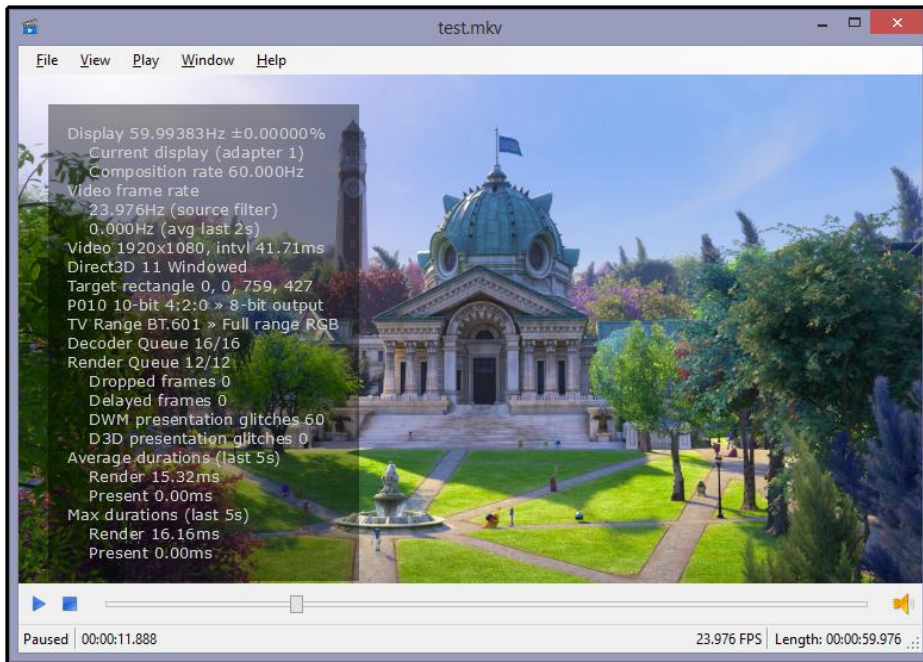 test.mkv
File View Play Window Help
Display 59.99383Hz ±0.00000%
Current display (adapter 1)
Composition rate 60.000Hz
Video frame rate
23.976Hz (source filter)
0.000Hz (avg last 2s)
Video 1920x1080, intvl 41.71ms
Direct3D 11 Windowed
Target rectangle 0, 0, 759, 427
P010 10-bit 4:2:0 » 8-bit output
TV Range BT.601 » Full range RGB
Decoder Queue 16/16
Render Queue 12/12
Dropped frames 0
Delayed frames 0
DWM presentation glitches 60
D3D presentation glitches 0
Average durations (last 5s)
Render 15.32ms
Present 0.00ms
Max durations (last 5s)
Render 16.16ms
Present 0.00ms
Paused 00:00:11.888 23.976 FPS Length: 00:00:59.976